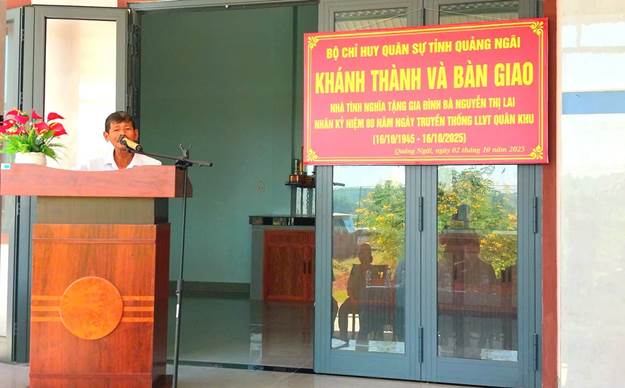 BỘ CHỈ HUY QUÂN SỰ TỈNH QUẢNG NGÃI
KHÁNH THÀNH VÀ BÀN GIAO
NHÀ TÌNH NGHĨA TẶNG GIA ĐÌNH BÀ NGUYỄN THỊ LAI
NHÂN KỶ NIỆM 80 NĂM NGÀY TRUYỀN THỐNG LLVT QUÂN KHU
(16/10/1945 - 16/10/2025)
Quảng Ngãi, ngày 02 tháng 10 năm 2025